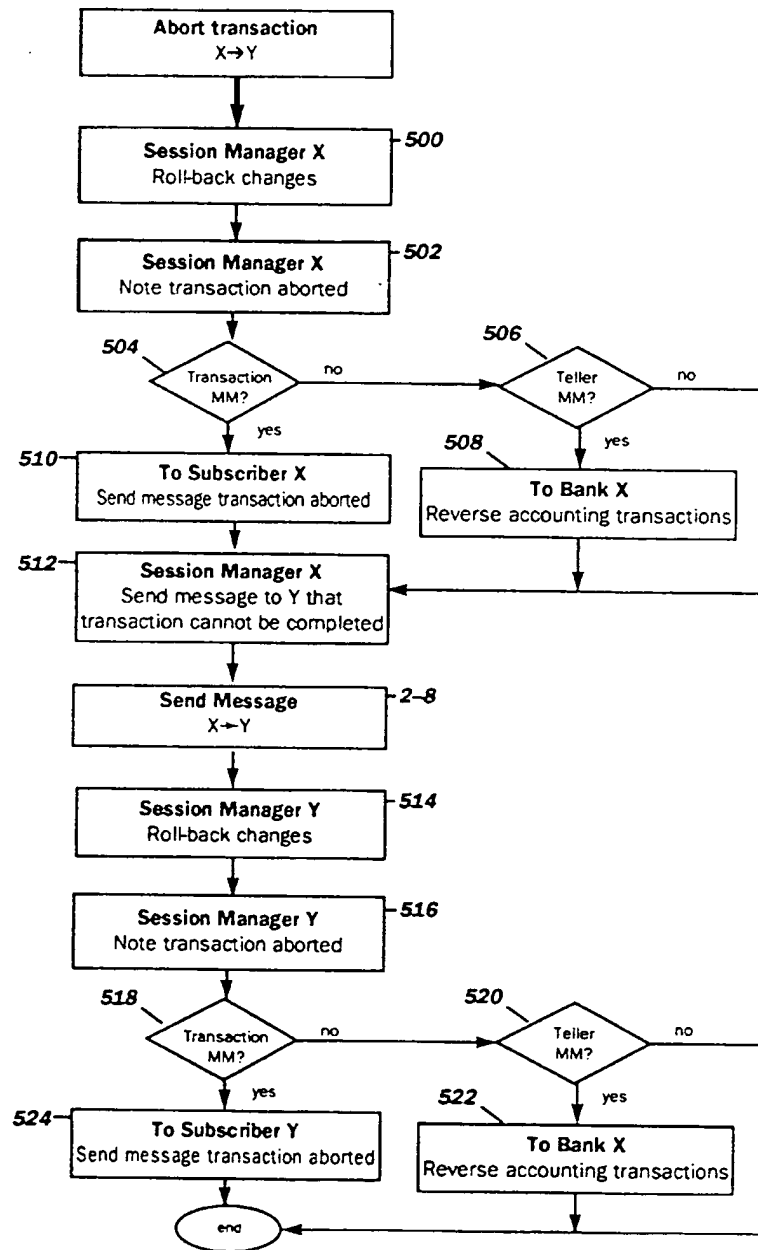 Abort transaction
X→Y
500
Session Manager X
Roll-back changes
502
Session Manager X
Note transaction aborted
504
Transaction
MM?
no
yes
506
Teller
MM?
no
yes
510
To Subscriber X
Send message transaction aborted
508
To Bank X
Reverse accounting transactions
512
Session Manager X
Send message to Y that
transaction cannot be completed
2-8
Send Message
X→Y
514
Session Manager Y
Roll-back changes
516
Session Manager Y
Note transaction aborted
518
Transaction
MM?
no
yes
520
Teller
MM?
no
yes
524
To Subscriber Y
Send message transaction aborted
522
To Bank X
Reverse accounting transactions
end